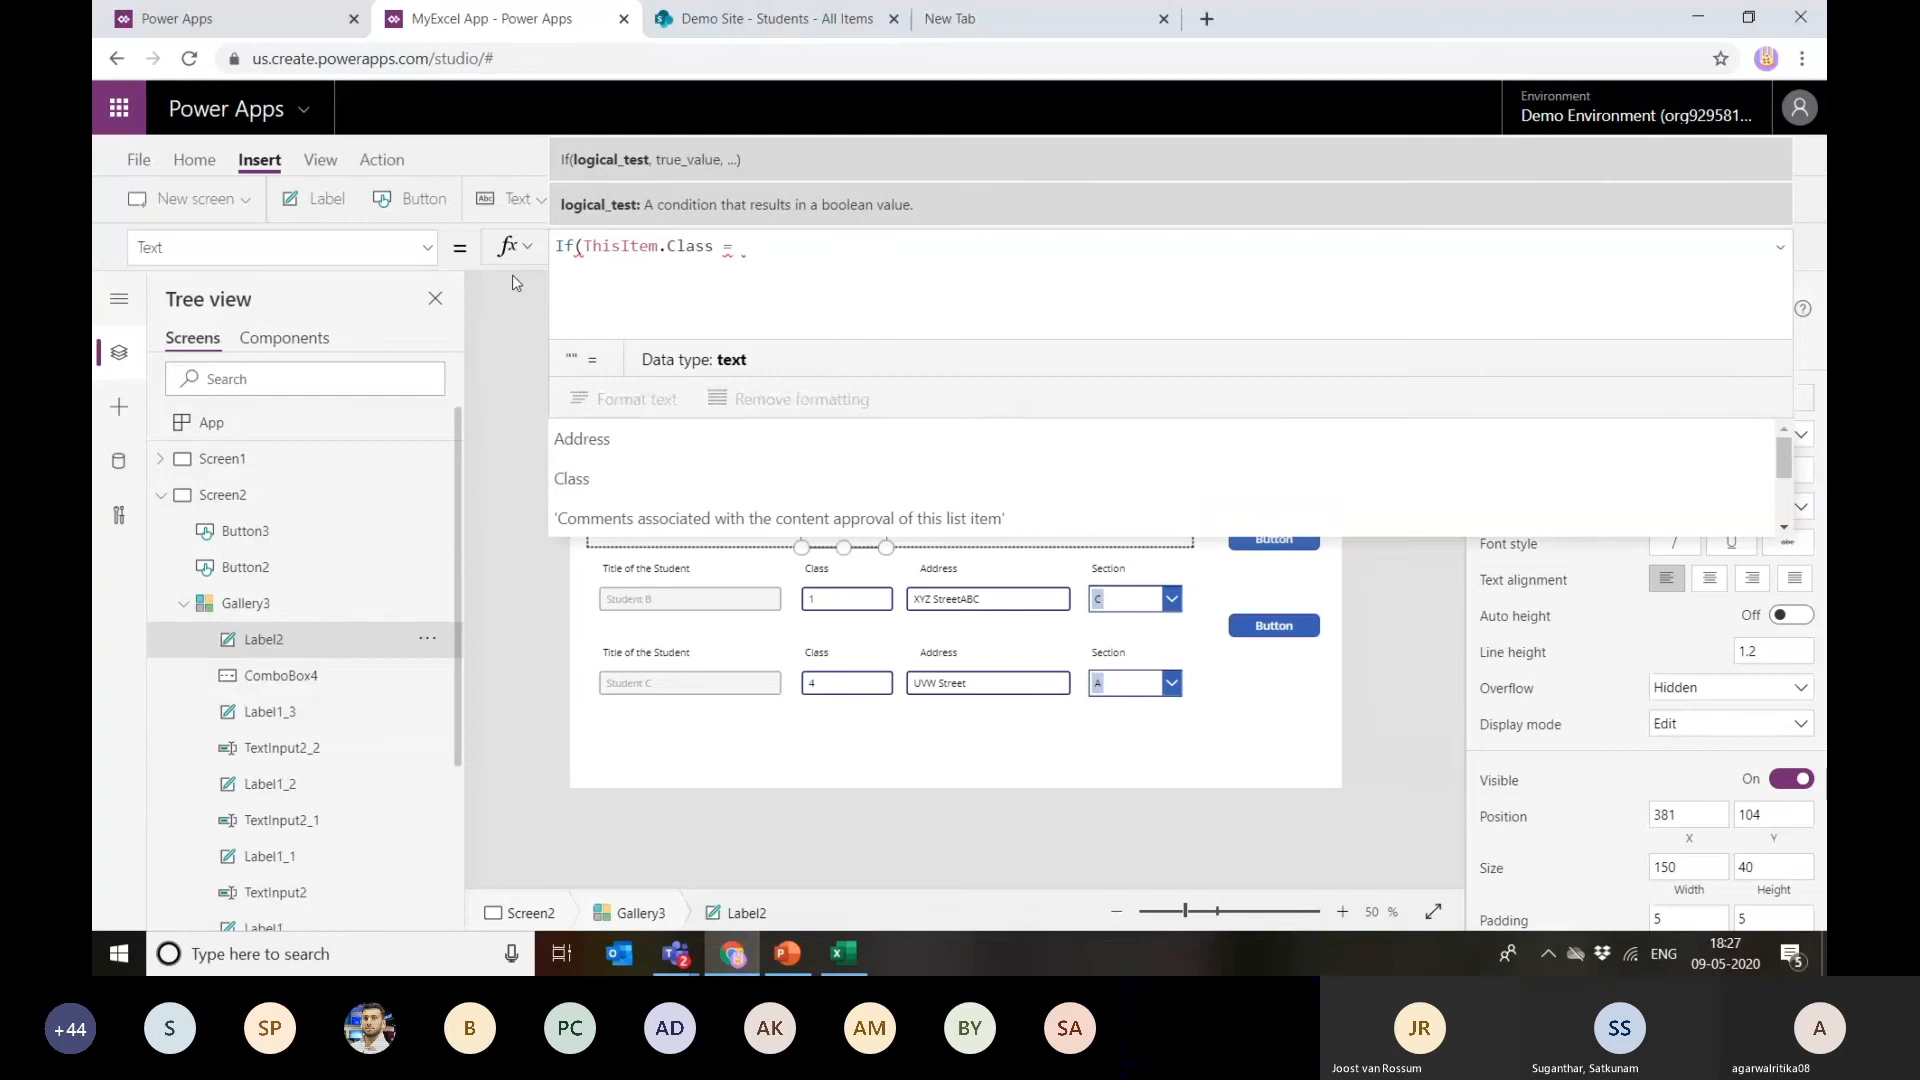 Power Apps
MyExcel App - Power Apps
Demo Site - Students - All Items
New Tab
us.create.powerapps.com/studio/#
Power Apps
Environment
Demo Environment (org929581...
File
Home
Insert
View
Action
If(logical_test, true_value, ...)
New screen
Label
Button
Abc
Text
logical_test: A condition that results in a boolean value.
Text
=
fx
If(ThisItem.Class =
Tree view
Screens
Components
Search
"" =
Data type: text
Format text
Remove formatting
App
Screen1
Screen2
Button3
Button2
Gallery3
Label2
ComboBox4
Label1_3
TextInput2_2
Label1_2
TextInput2_1
Label1_1
TextInput2
Label1
Address
Class
'Comments associated with the content approval of this list item'
Button
Title of the Student
Class
Address
Section
Student B
1
XYZ StreetABC
C
Button
Title of the Student
Class
Address
Section
Student C
4
UVW Street
A
Font style
/
U
abc
Text alignment
Auto height
Off
Line height
1.2
Overflow
Hidden
Display mode
Edit
Visible
On
Position
381
104
X
Y
Size
150
40
Width
Height
Padding
5
5
Screen2
Gallery3
Label2
50 %
Type here to search
2
ENG
18:27
09-05-2020
5
+44
S
SP
B
PC
AD
AK
AM
BY
SA
JR
SS
A
Joost van Rossum
Suganthar, Satkunam
agarwalritika08